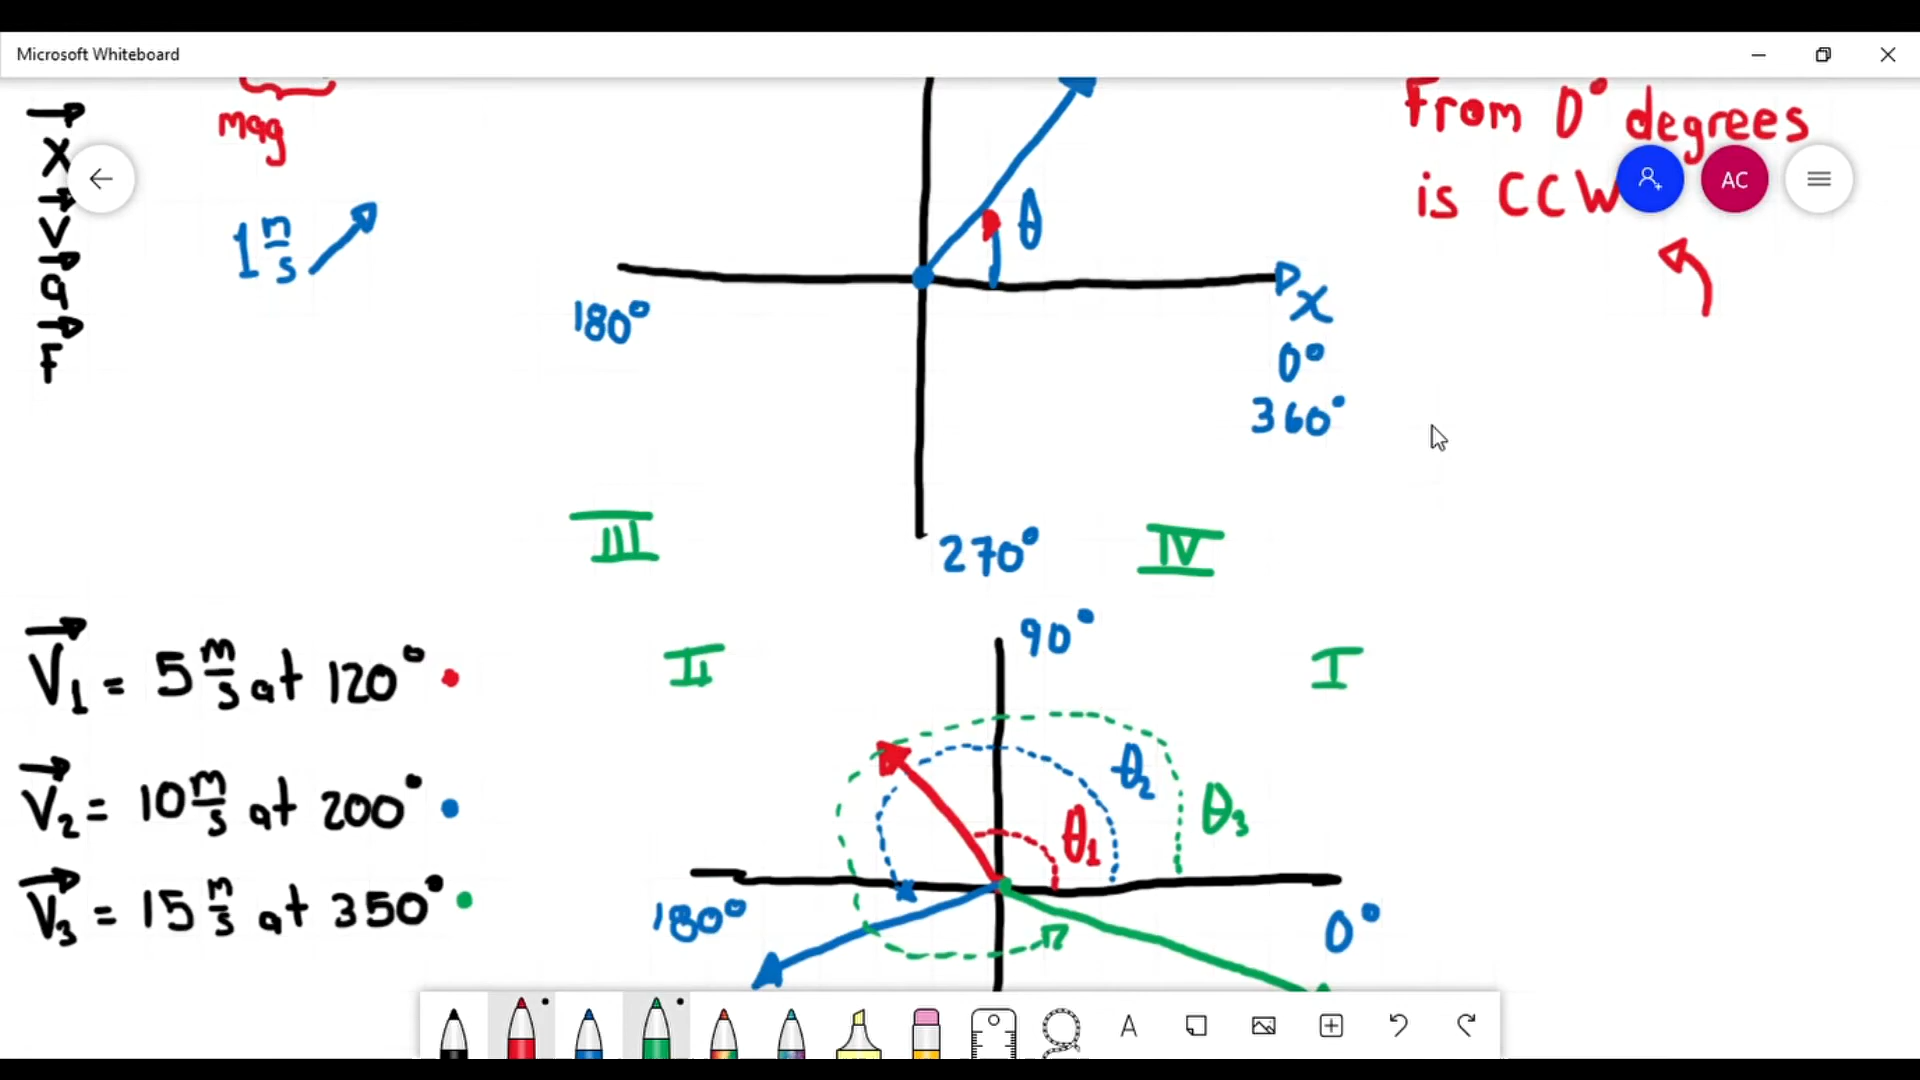 Microsoft Whiteboard
x
v
a
F
mag
1 m/s
θ
From 0° degrees
is CCW
AC
180°
x
0°
360°
III
270°
IV
V1 = 5 m/s at 120°
V2 = 10 m/s at 200°
V3 = 15 m/s at 350°
90°
II
I
θ2
θ1
θ3
180°
0°
A